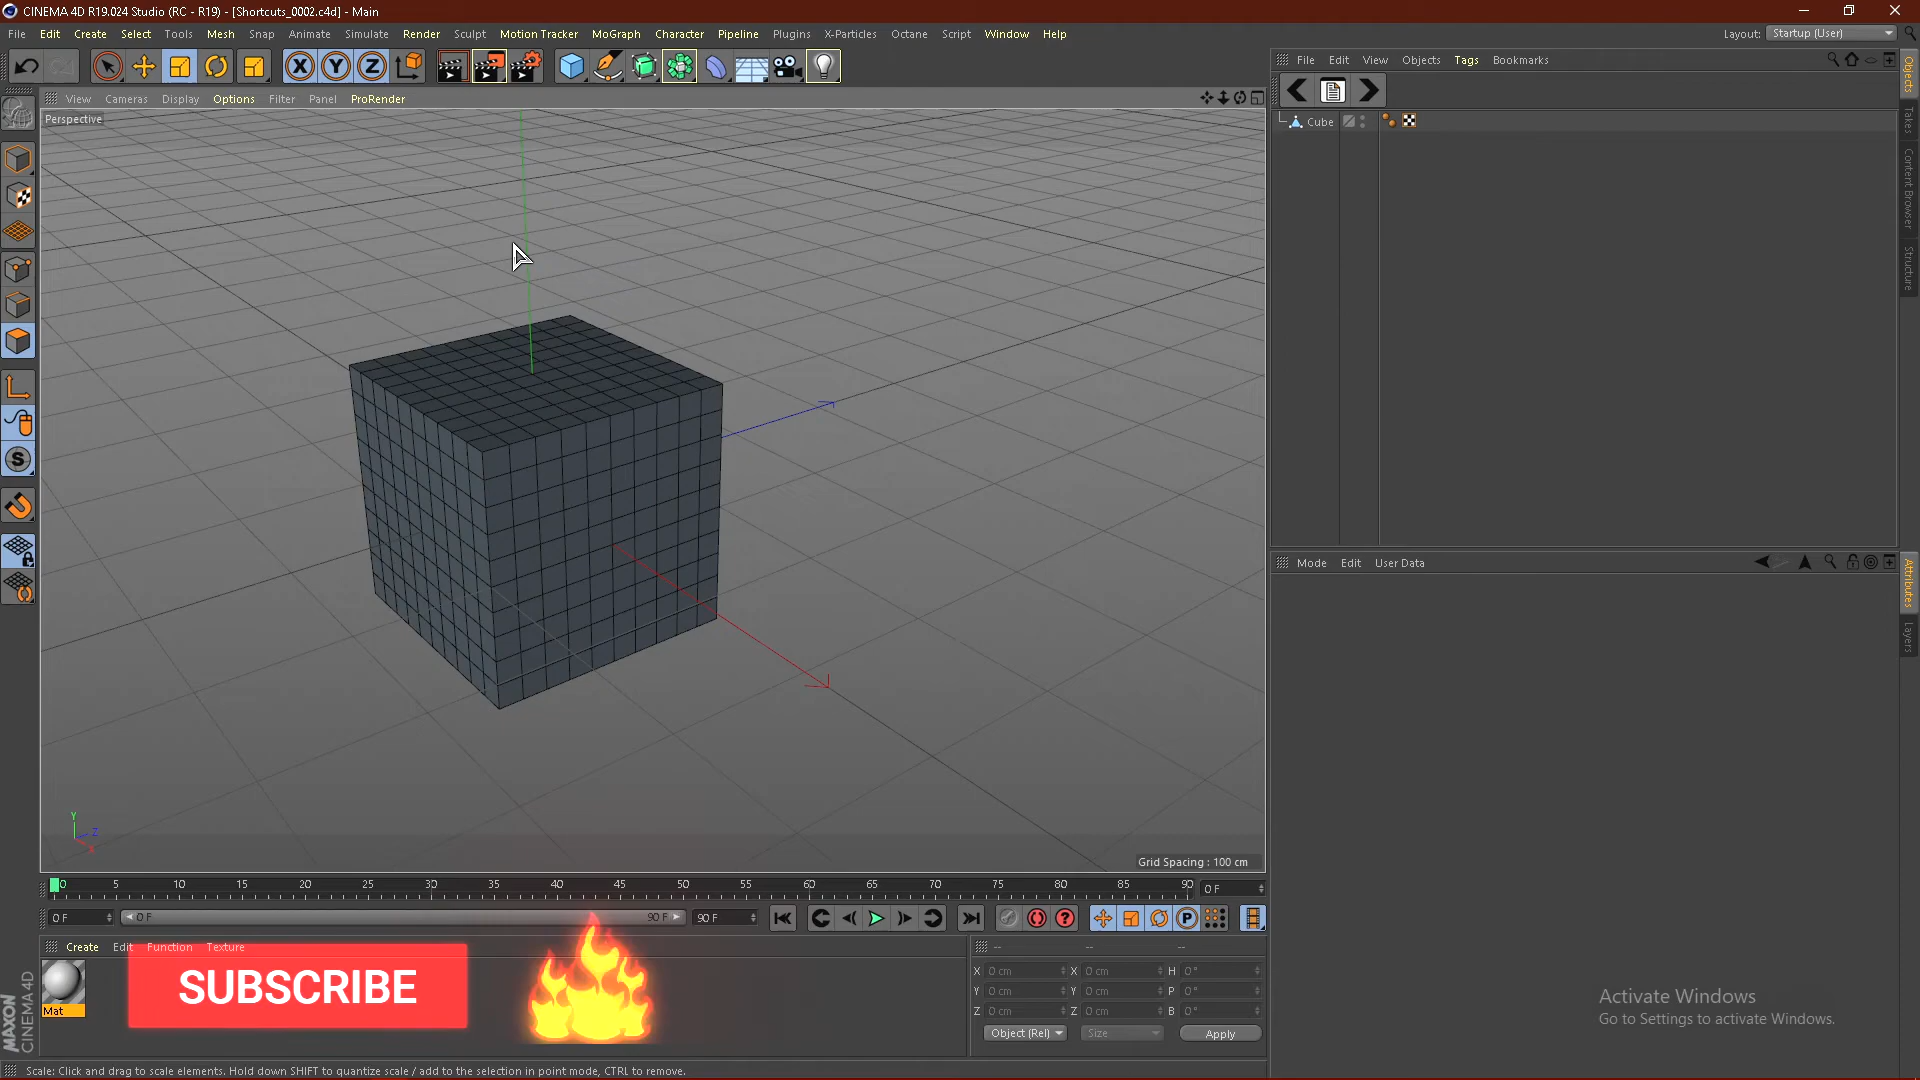 CINEMA 4D R19.024 Studio (RC - R19) - [Shortcuts_0002.c4d] - Main
File Edit Create Select Tools Mesh Snap Animate Simulate Render Sculpt Motion Tracker MoGraph Character Pipeline Plugins X-Particles Octane Script Window Help
Layout: Startup (User)
X Y Z
File Edit View Objects Tags Bookmarks
View Cameras Display Options Filter Panel ProRender
Perspective
Cube
Objects
Takes
Content Browser
Structure
Mode Edit User Data
Attributes
Layers
S
Y
Z
X
Grid Spacing : 100 cm
0 5 10 15 20 25 30 35 40 45 50 55 60 65 70 75 80 85 90
0 F
0 F
0 F
90 F
90 F
P
Create Edit Function Texture
-- -- --
Mat
SUBSCRIBE
X 0 cm X 0 cm H 0°
Y 0 cm Y 0 cm P 0°
Z 0 cm Z 0 cm B 0°
Object (Rel) Size Apply
MAXON
CINEMA 4D
Activate Windows
Go to Settings to activate Windows.
Scale: Click and drag to scale elements. Hold down SHIFT to quantize scale / add to the selection in point mode, CTRL to remove.